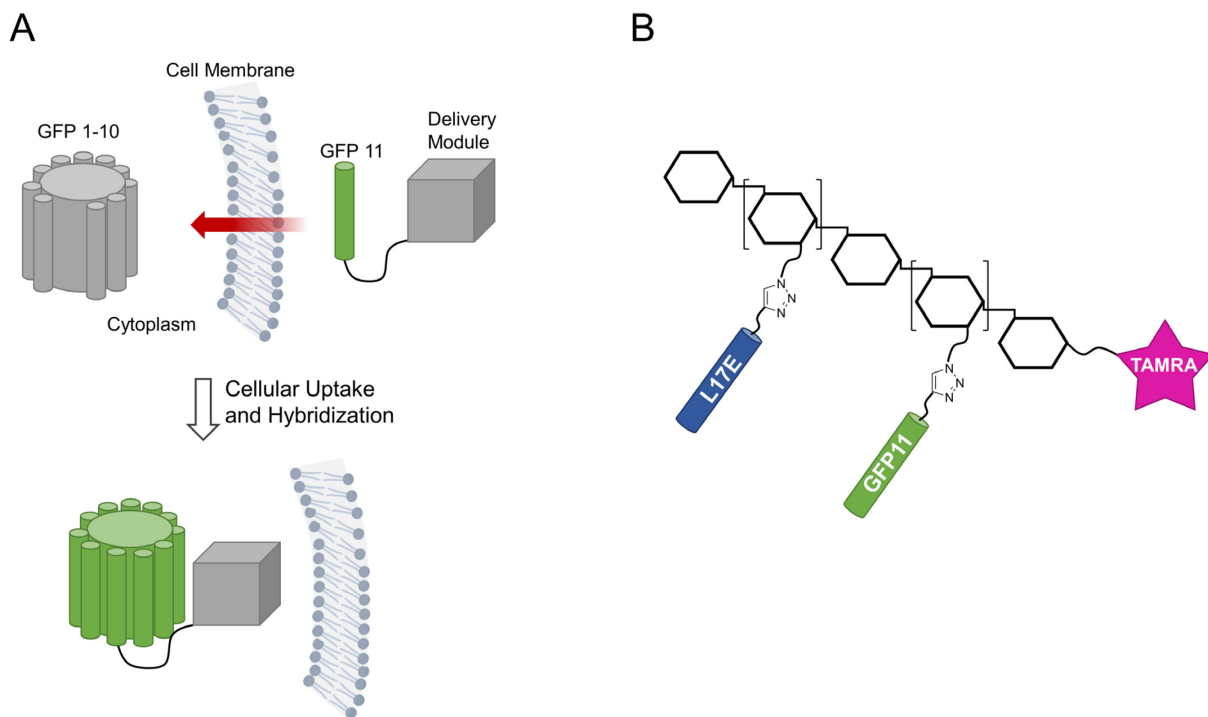 A
Cell Membrane
GFP 1-10
GFP 11
Delivery
Module
Cytoplasm
Cellular Uptake
and Hybridization
B
N
N
N
L17E
N
N
N
GFP11
TAMRA